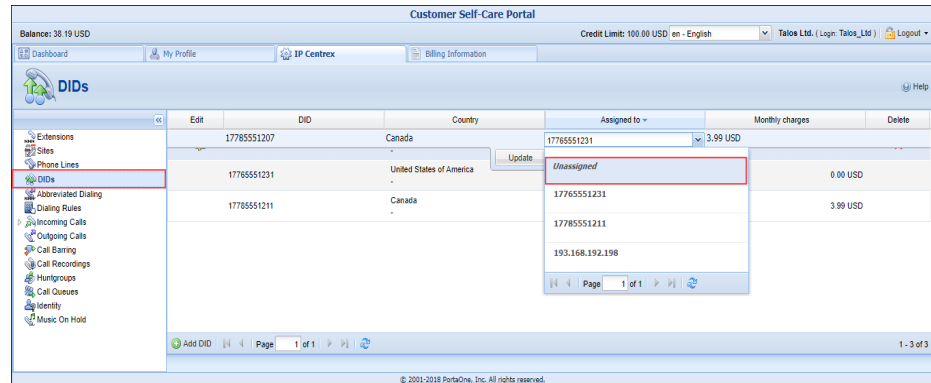 Customer Self-Care Portal
Balance: 38.19 USD Credit Limit: 100.00 USD en - English Talos Ltd. ( Login: Talos_Ltd ) Logout
Dashboard My Profile IP Centrex Billing Information
DIDs Help
Edit DID Country Assigned to Monthly charges Delete
Extensions
Sites
Phone Lines
DIDs
Abbreviated Dialing
Dialing Rules
Incoming Calls
Outgoing Calls
Call Barring
Call Recordings
Huntgroups
Call Queues
Identity
Music On Hold
17785551207 Canada 17765551231 3.99 USD
-
Update
17765551231 United States of America 0.00 USD
-
17785551211 Canada 3.99 USD
-
Unassigned
17765551231
17785551211
193.168.192.198
Page 1 of 1
Add DID Page 1 of 1 1 - 3 of 3
© 2001-2018 PortaOne, Inc. All rights reserved.